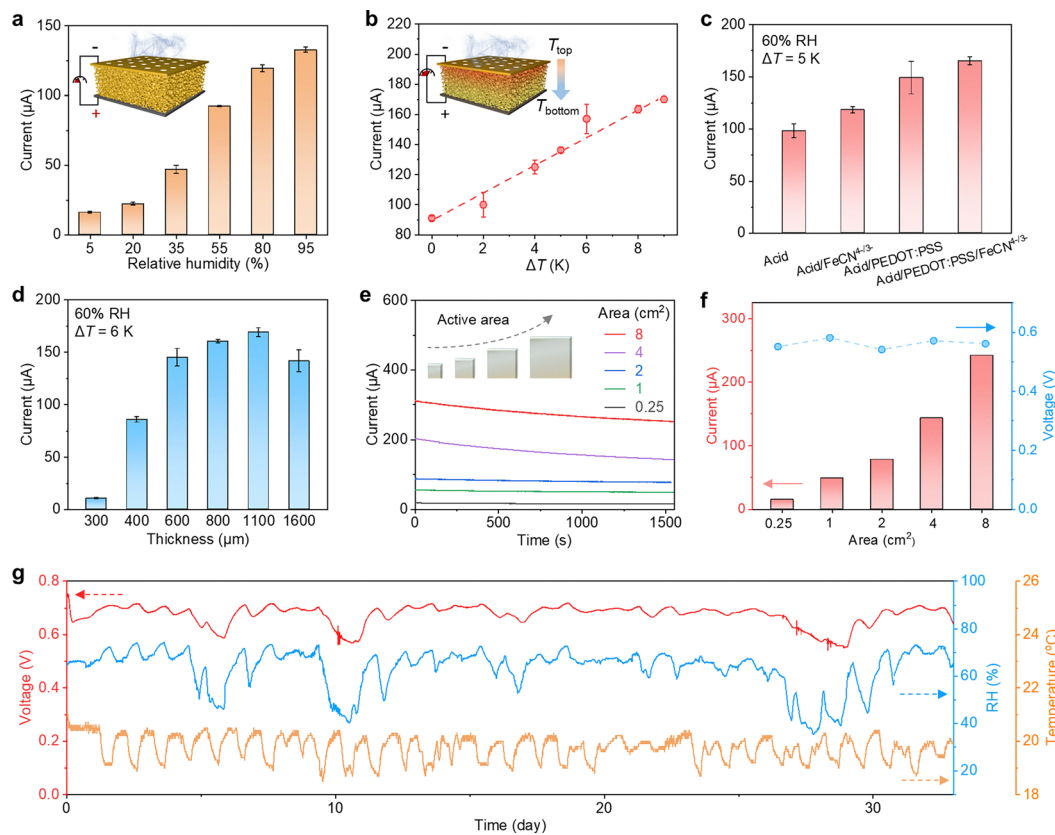 a
150
100
50
0
Current (µA)
5 20 35 55 80 95
Relative humidity (%)
-
+
b
220
200
180
160
140
120
100
80
Current (µA)
0 2 4 6 8
ΔT (K)
-
+
T top
T bottom
c
200
150
100
50
0
Current (µA)
60% RH
ΔT = 5 K
Acid
Acid/FeCN4-/3-
Acid/PEDOT:PSS
Acid/PEDOT:PSS/FeCN4-/3-
d
200
150
100
50
0
Current (µA)
60% RH
ΔT = 6 K
300 400 600 800 1100 1600
Thickness (µm)
e
600
400
200
0
Current (µA)
Active area
Area (cm2)
8
4
2
1
0.25
0 500 1000 1500
Time (s)
f
300
250
100
50
0
Current (µA)
0.6
0.4
0.2
0.0
Voltage (V)
0.25 1 2 4 8
Area (cm2)
g
0.8
0.6
0.4
0.2
0.0
Voltage (V)
100
80
60
40
20
RH (%)
26
25
24
22
20
19
18
Temperature (°C)
0 10 20 30
Time (day)